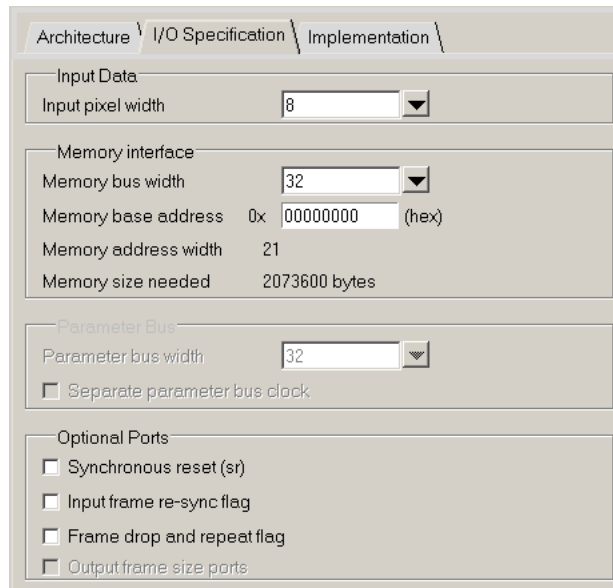 Architecture I/O Specification Implementation
Input Data
Input pixel width 8
Memory interface
Memory bus width 32
Memory base address 0x 00000000 (hex)
Memory address width 21
Memory size needed 2073600 bytes
Parameter Bus
Parameter bus width 32
Separate parameter bus clock
Optional Ports
Synchronous reset (sr)
Input frame re-sync flag
Frame drop and repeat flag
Output frame size ports